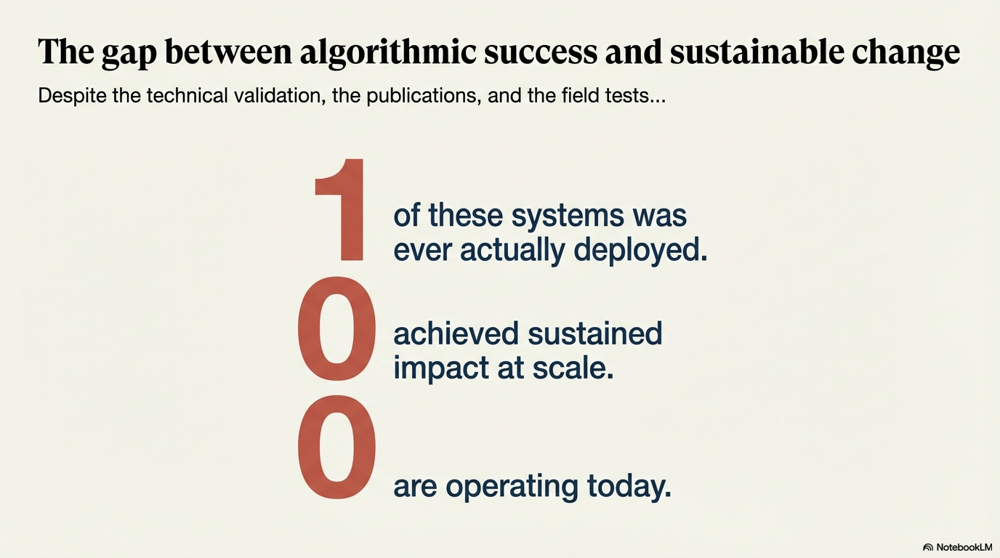 The gap between algorithmic success and sustainable change
Despite the technical validation, the publications, and the field tests...
1
of these systems was
ever actually deployed.
0
achieved sustained
impact at scale.
0
are operating today.
NotebookLM